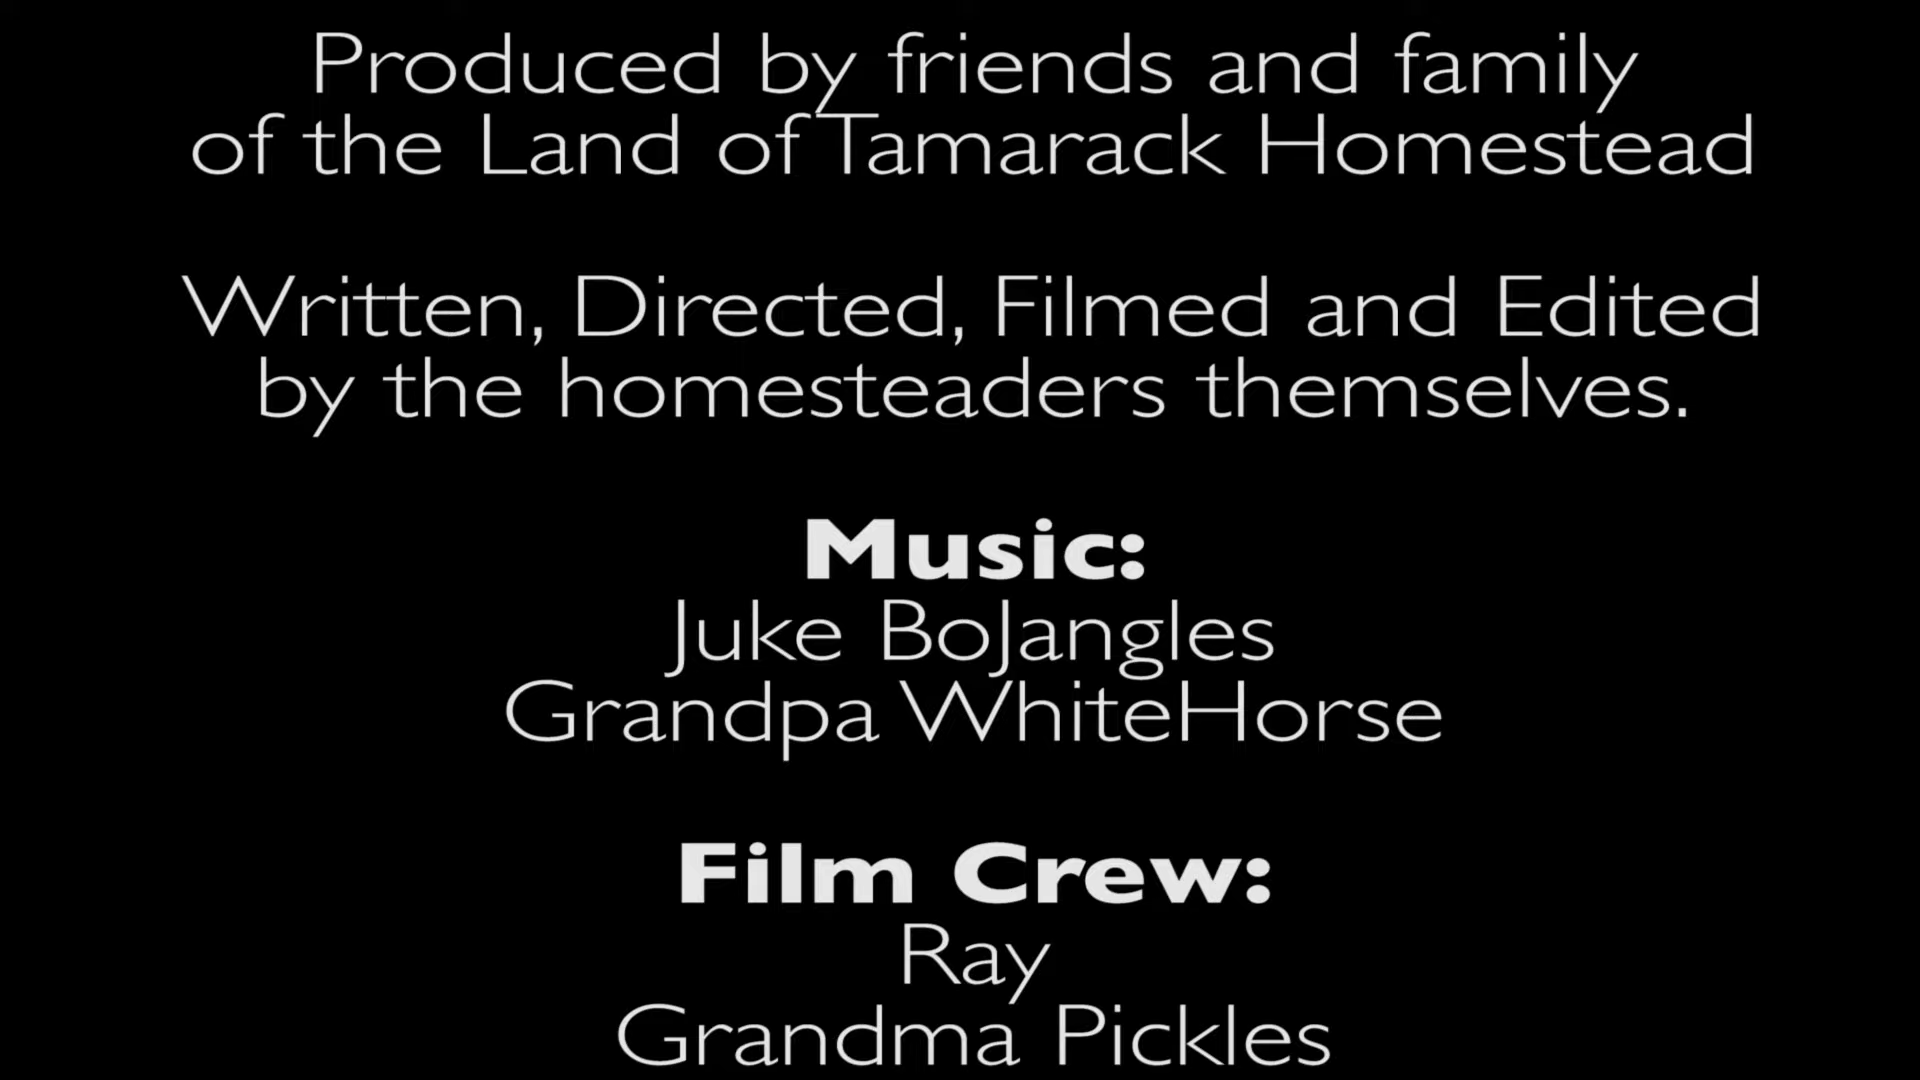 Produced by friends and family
of the Land of Tamarack Homestead
Written, Directed, Filmed and Edited
by the homesteaders themselves.
Music:
Juke BoJangles
Grandpa WhiteHorse
Film Crew:
Ray
Grandma Pickles